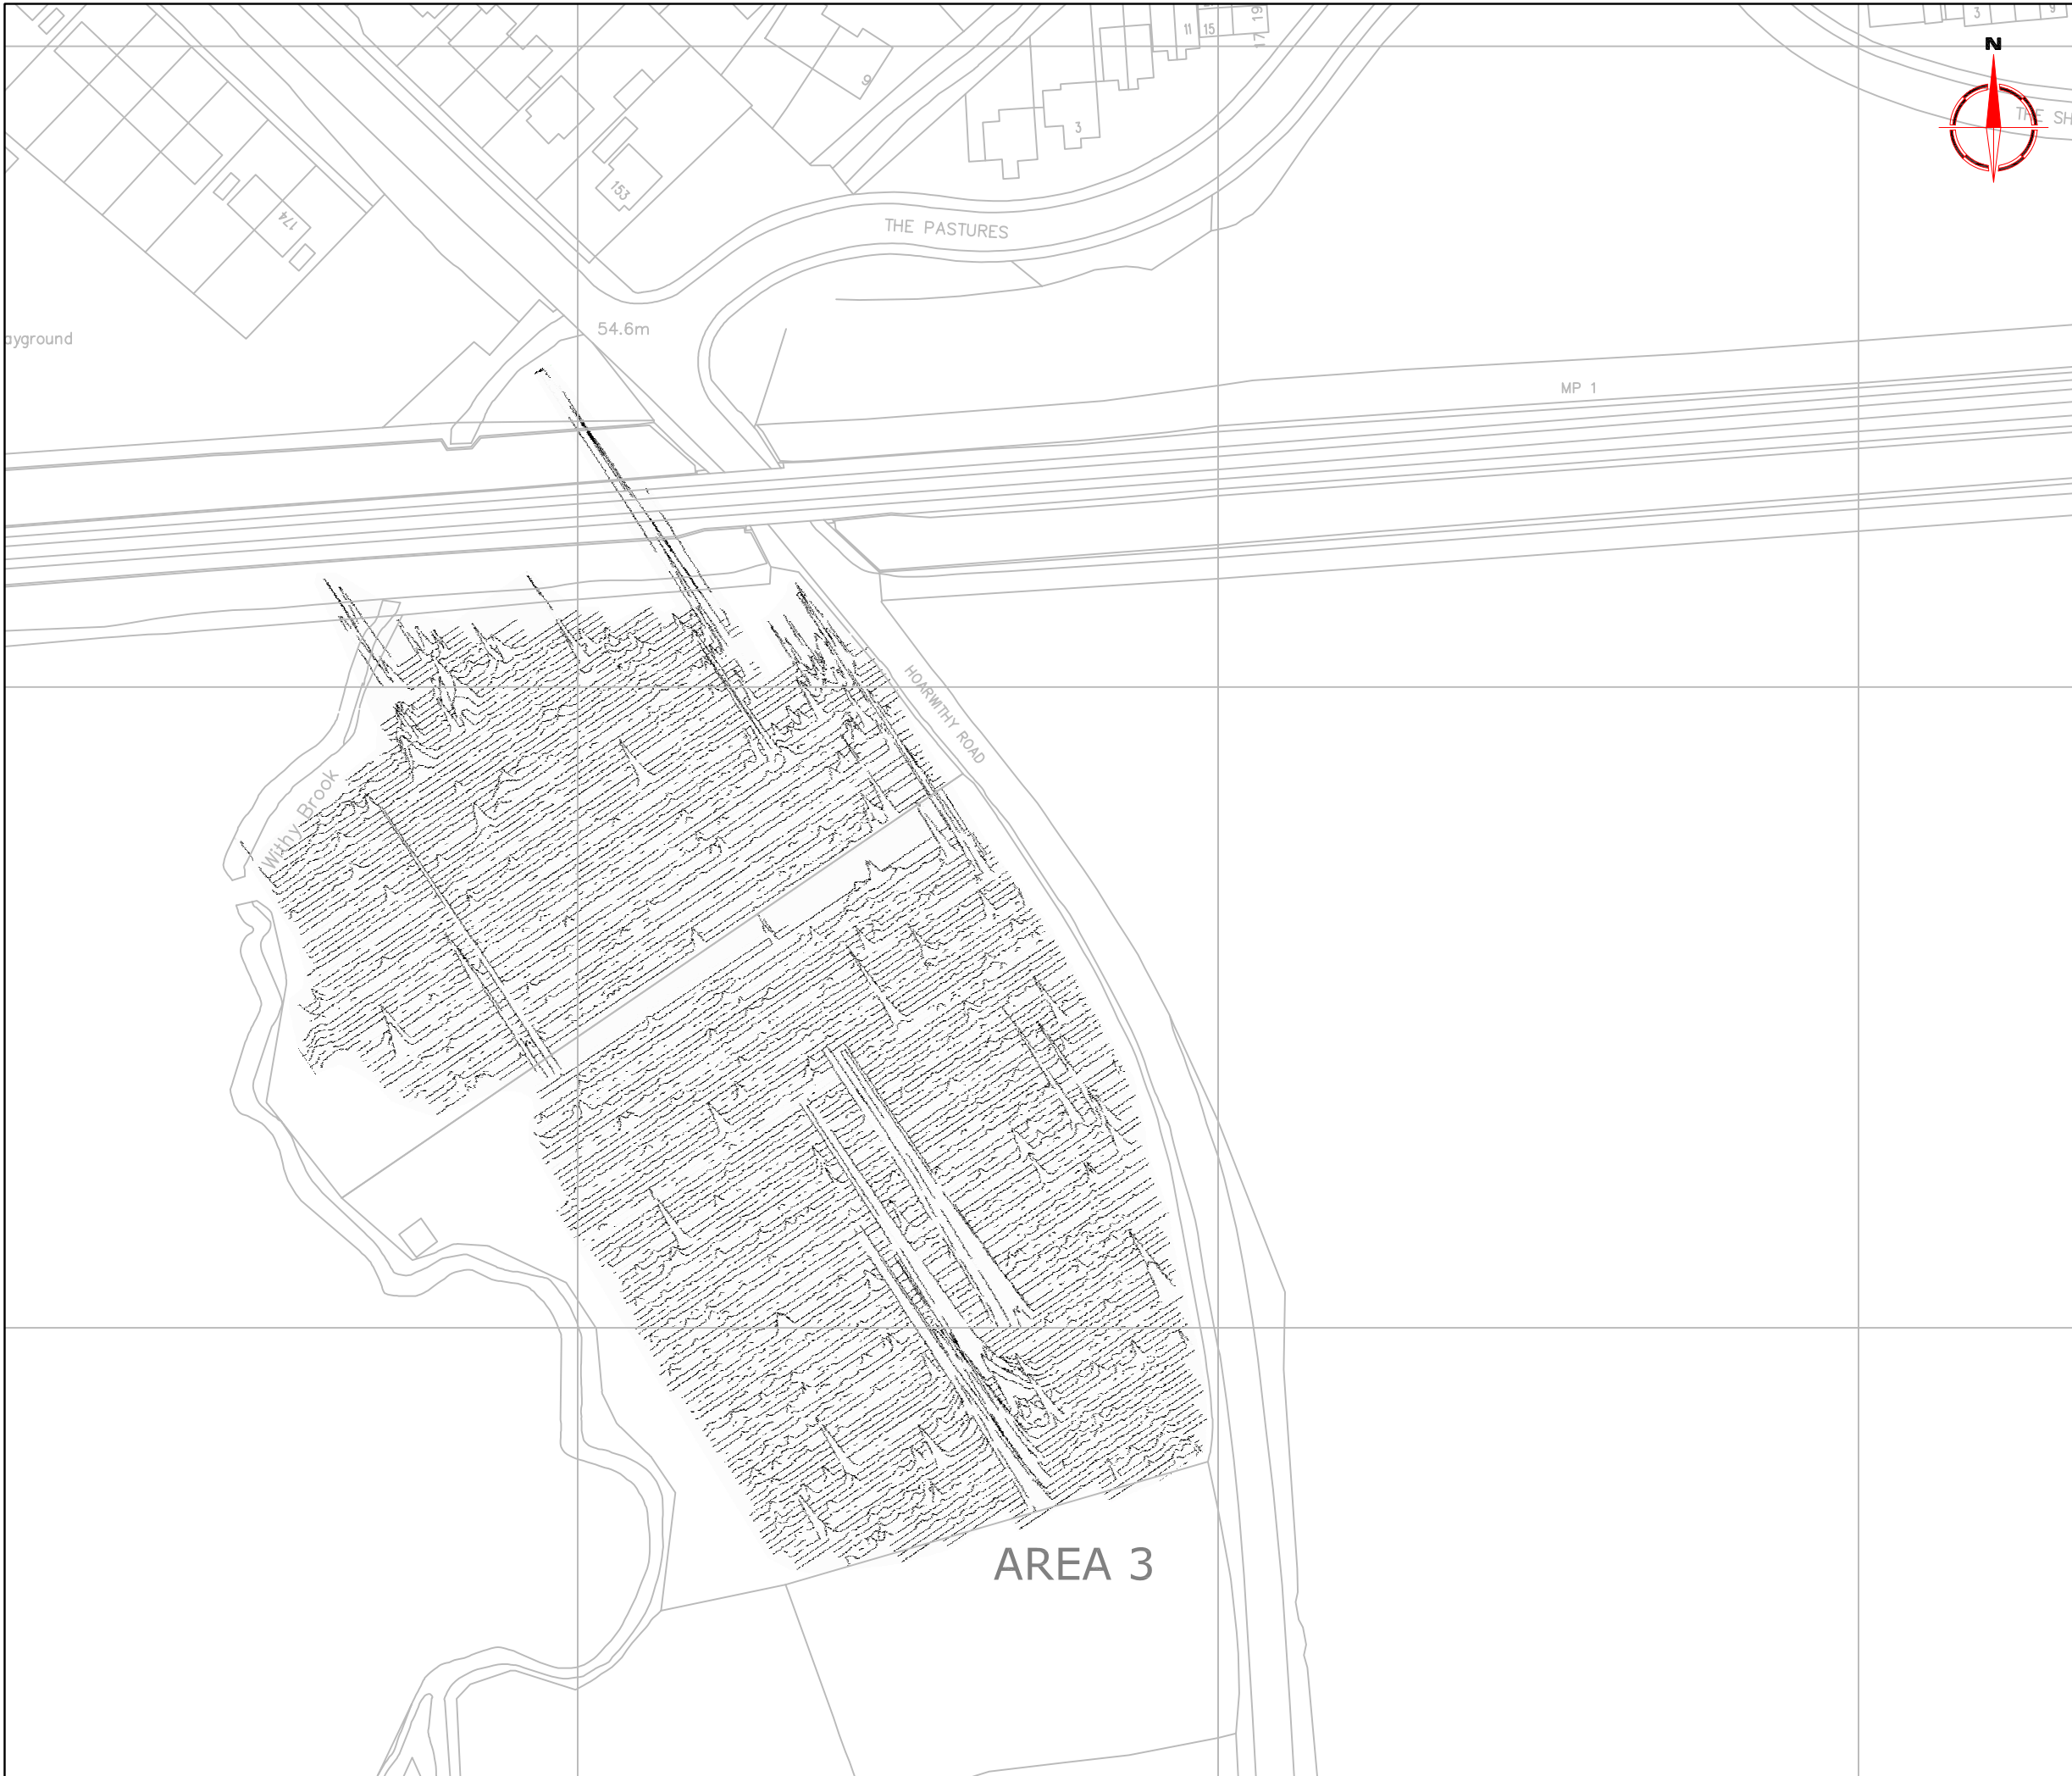 3
9
11
15
17
19
N
9
3
THE SH
153
174
THE PASTURES
54.6m
ayground
MP 1
HOARWITHY ROAD
Withy Brook
AREA 3